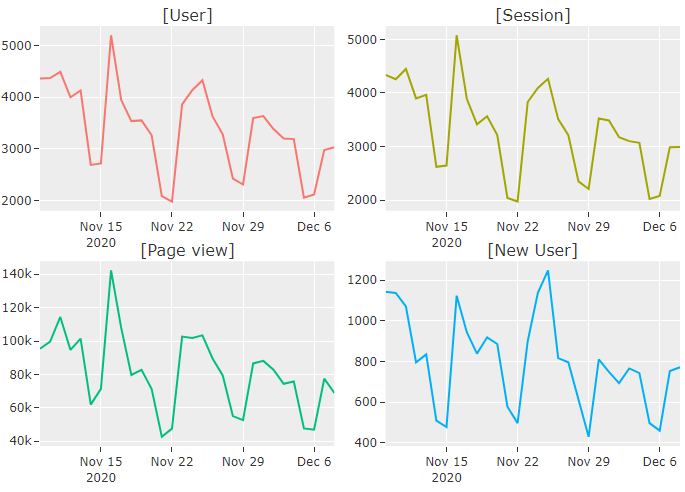 [User]
5000
4000
3000
2000
Nov 15
2020
Nov 22
Nov 29
Dec 6
[Session]
5000
4000
3000
2000
Nov 15
2020
Nov 22
Nov 29
Dec 6
[Page view]
140k
120k
100k
80k
60k
40k
Nov 15
2020
Nov 22
Nov 29
Dec 6
[New User]
1200
1000
800
600
400
Nov 15
2020
Nov 22
Nov 29
Dec 6